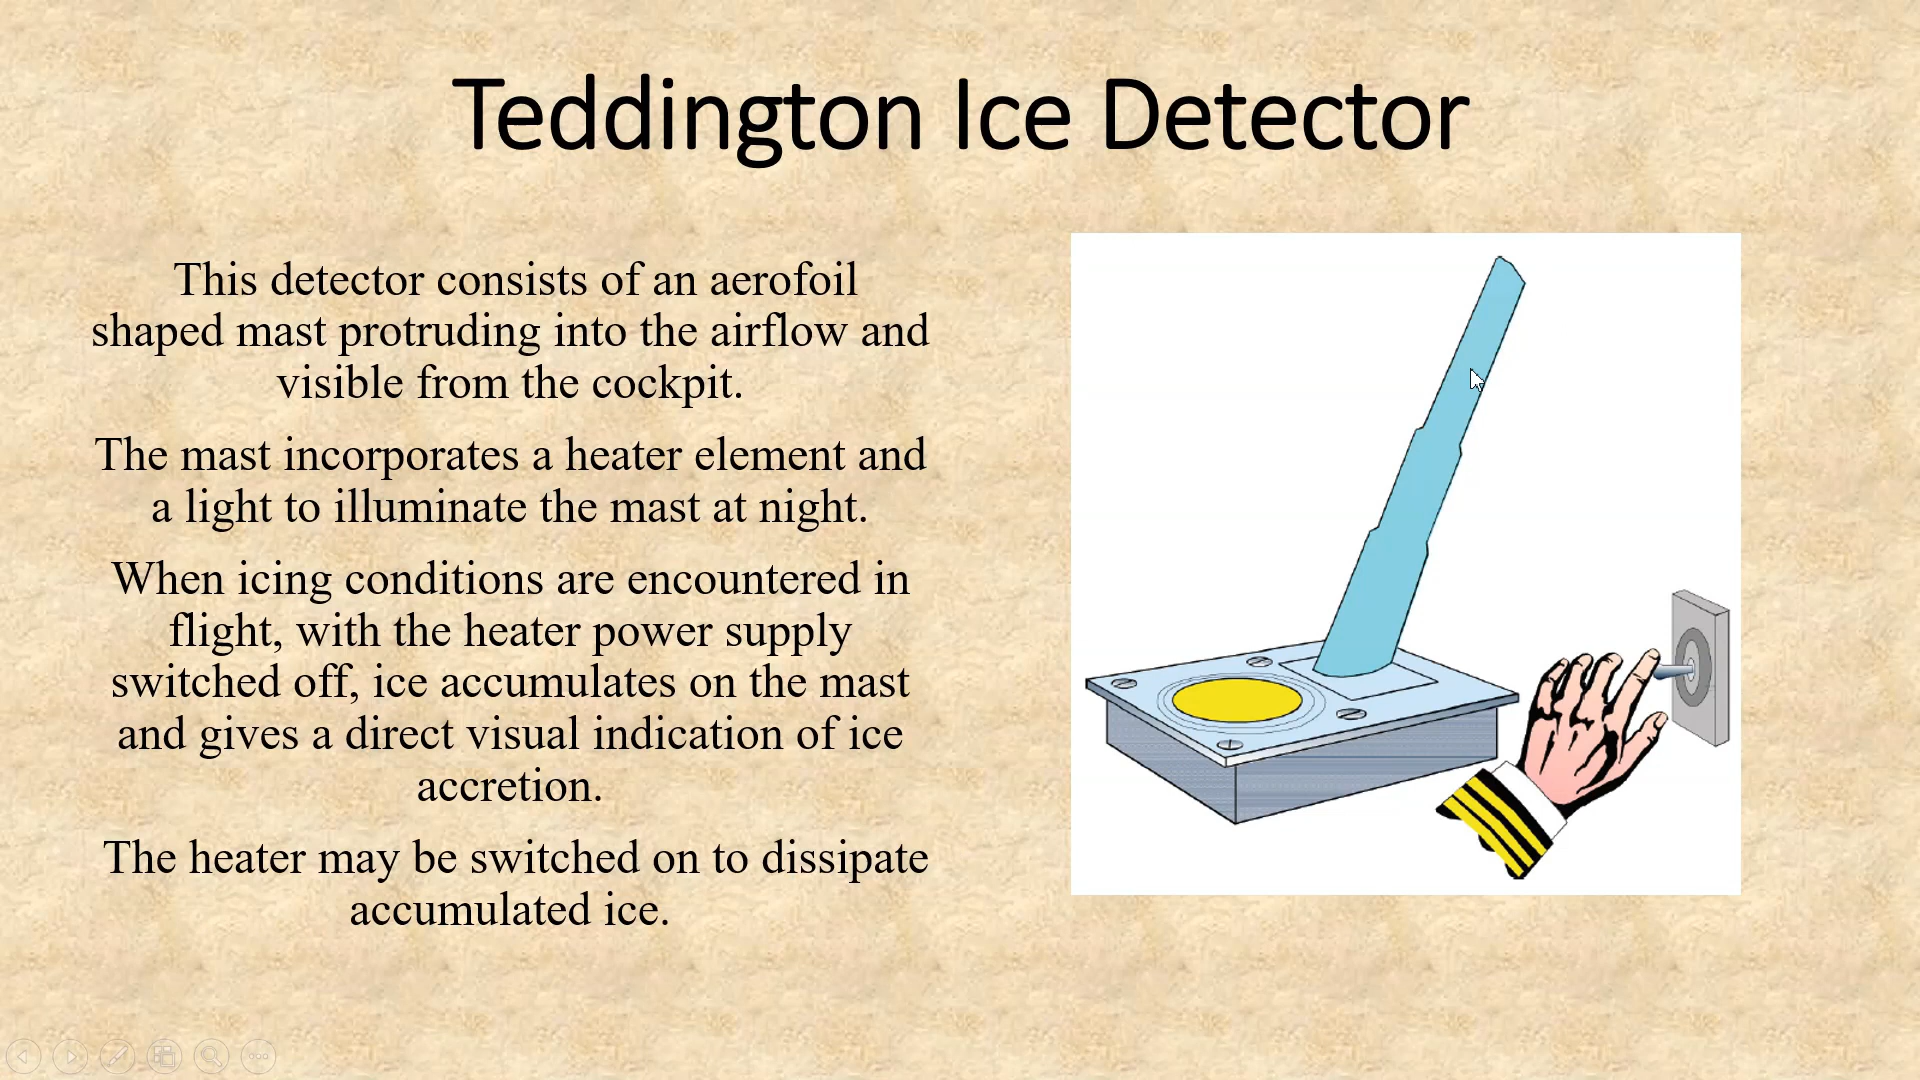 Teddington Ice Detector
This detector consists of an aerofoil
shaped mast protruding into the airflow and
visible from the cockpit.
The mast incorporates a heater element and
a light to illuminate the mast at night.
When icing conditions are encountered in
flight, with the heater power supply
switched off, ice accumulates on the mast
and gives a direct visual indication of ice
accretion.
The heater may be switched on to dissipate
accumulated ice.